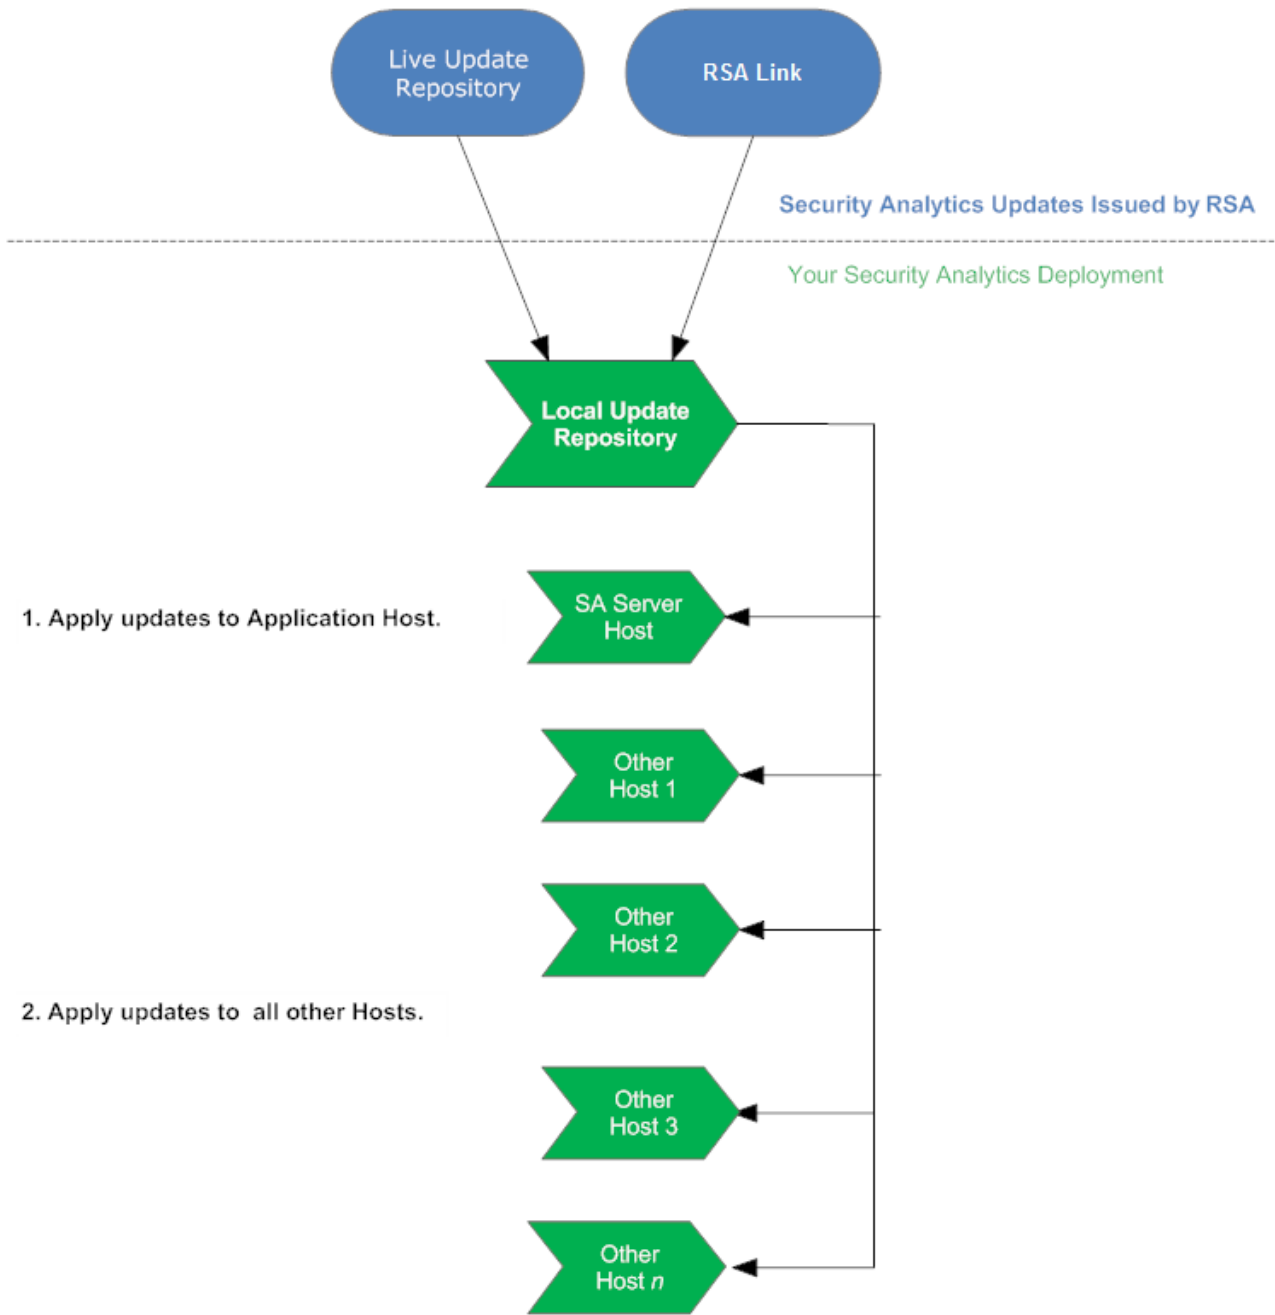 Live Update
Repository
RSA Link
Security Analytics Updates Issued by RSA
Your Security Analytics Deployment
Local Update
Repository
1. Apply updates to Application Host.
SA Server
Host
Other
Host 1
Other
Host 2
2. Apply updates to  all other Hosts.
Other
Host 3
Other
Host n